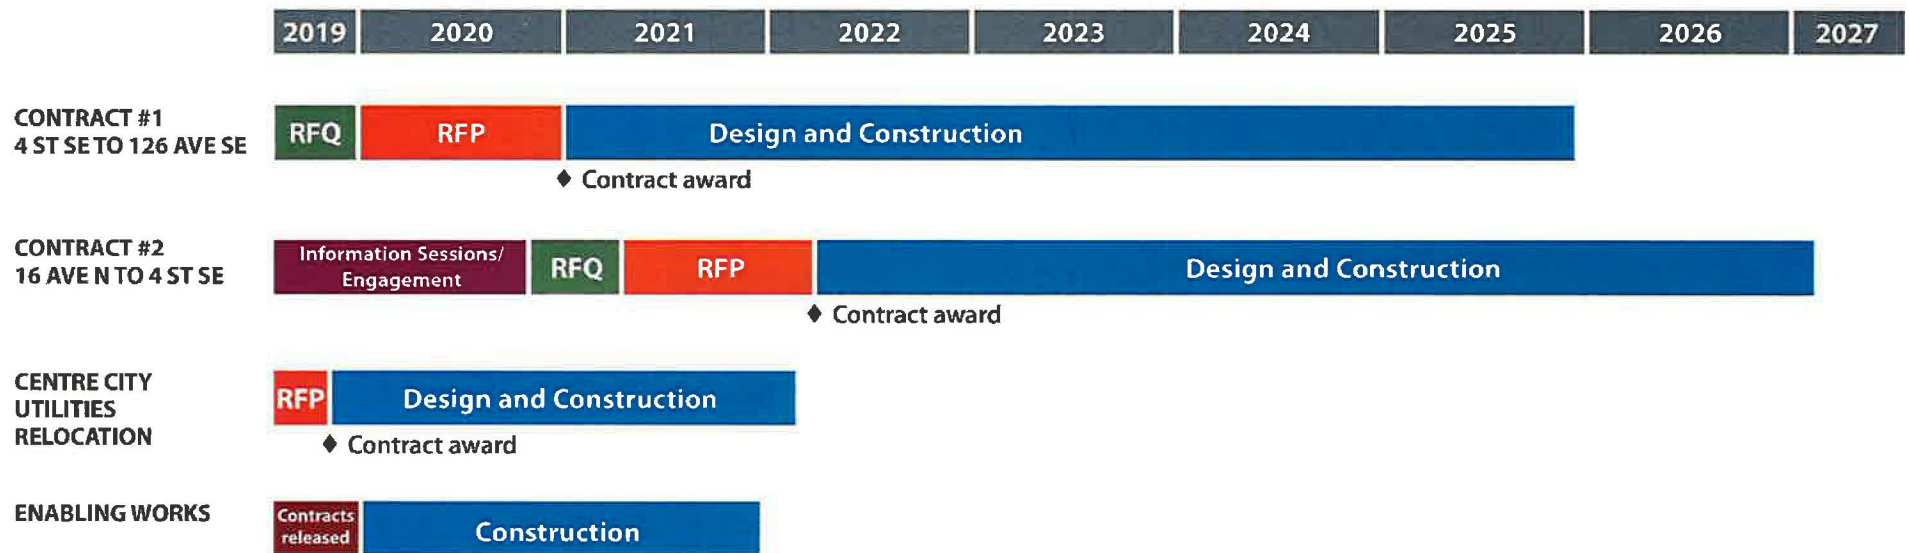 2019 2020 2021 2022 2023 2024 2025 2026 2027
CONTRACT #1
4 ST SE TO 126 AVE SE
RFQ RFP Design and Construction
♦ Contract award
CONTRACT #2
16 AVE N TO 4 ST SE
Information Sessions/
Engagement
RFQ RFP Design and Construction
♦ Contract award
CENTRE CITY
UTILITIES
RELOCATION
RFP Design and Construction
♦ Contract award
ENABLING WORKS
Contracts
released
Construction